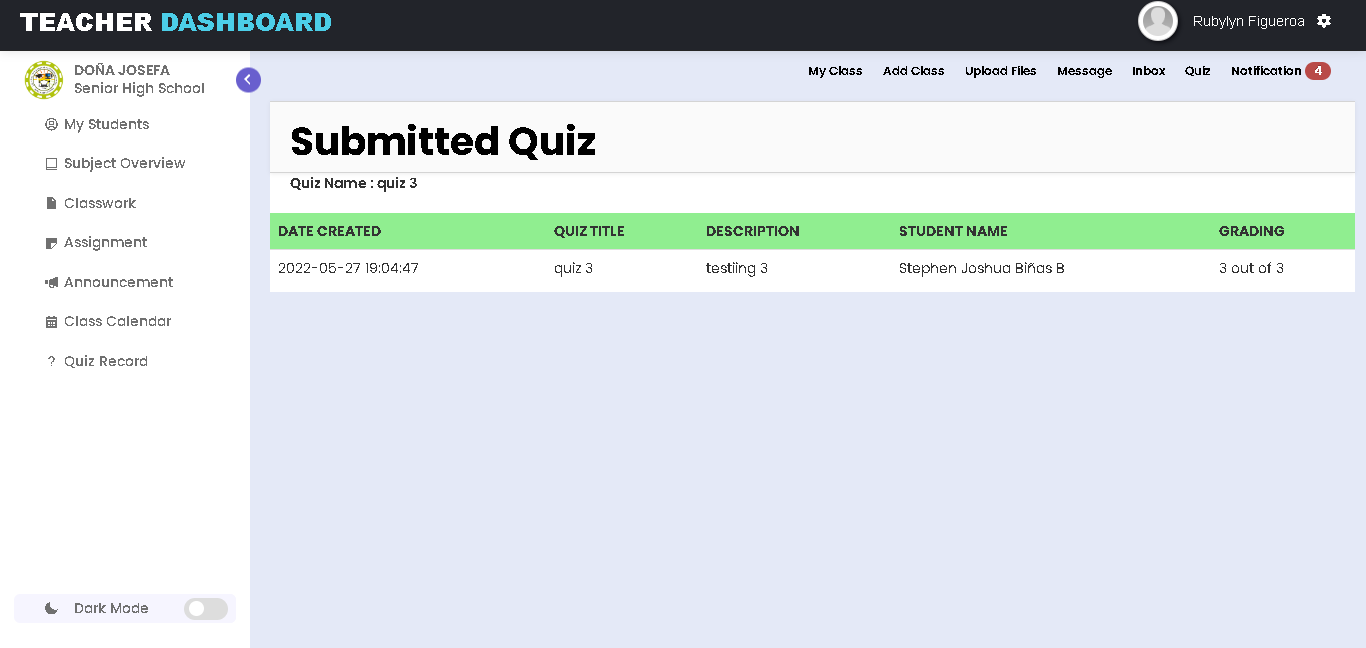 TEACHER DASHBOARD
Rubylyn Figueroa
DOÑA JOSEFA
Senior High School
My Class Add Class Upload Files Message Inbox Quiz Notification 4
My Students
Subject Overview
Classwork
Assignment
Announcement
Class Calendar
? Quiz Record
Dark Mode
Submitted Quiz
Quiz Name : quiz 3
DATE CREATED QUIZ TITLE DESCRIPTION STUDENT NAME GRADING
2022-05-27 19:04:47 quiz 3 testiing 3 Stephen Joshua Biñas B 3 out of 3